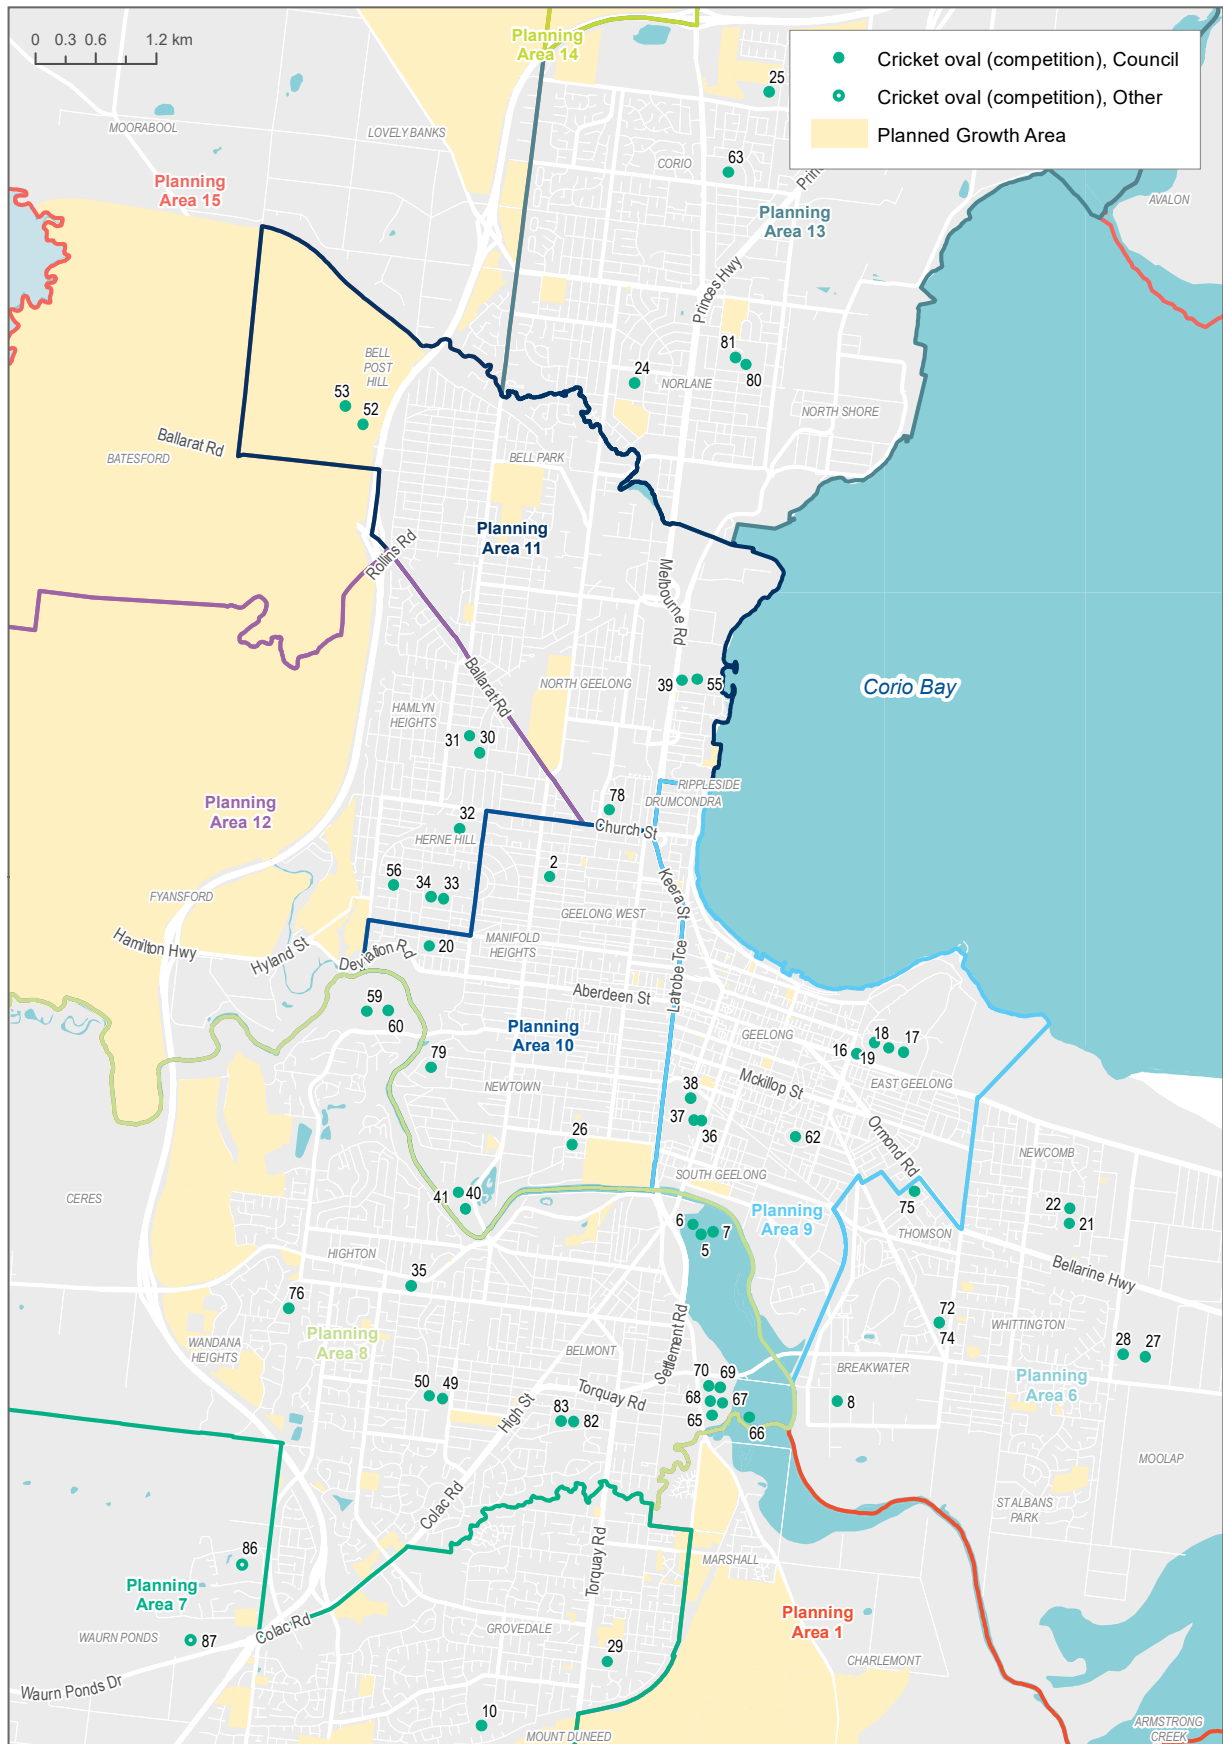 0 0.3 0.6 1.2 km
Planning
Area 14
25
Cricket oval (competition), Council
Cricket oval (competition), Other
Planned Growth Area
MOORABOOL
LOVELY BANKS
CORIO
63
Planning
Area 15
Planning
Area 13
AVALON
Princes Hwy
BELL
POST
HILL
81
80
24
NORLANE
NORTH SHORE
53
52
Ballarat Rd
BATESFORD
BELL PARK
Planning
Area 11
Rollins Rd
Melbourne Rd
Ballarat Rd
NORTH GEELONG
39
55
Corio Bay
HAMLYN
HEIGHTS
31
30
RIPPLESIDE
DRUMCONDRA
Planning
Area 12
78
Church St
32
HERNE HILL
2
56
34
33
Keera St
FYANSFORD
GEELONG WEST
Hamilton Hwy
Hyland St
Deviation Rd
20
MANIFOLD
HEIGHTS
Latrobe Tce
Aberdeen St
59
60
Planning
Area 10
GEELONG
16
18
19
17
79
NEWTOWN
Mckillop St
EAST GEELONG
38
37
36
62
Ormond Rd
26
NEWCOMB
SOUTH GEELONG
CERES
41
40
75
22
21
6
7
5
Planning
Area 9
THOMSON
HIGHTON
35
Bellarine Hwy
76
Planning
Area 8
WANDANA
HEIGHTS
BELMONT
Settlement Rd
72
74
WHITTINGTON
28
27
BREAKWATER
Planning
Area 6
50
49
High St
83
82
Torquay Rd
70
69
68
67
65
66
8
MOOLAP
Colac Rd
ST ALBANS
PARK
86
Torquay Rd
MARSHALL
Planning
Area 7
Planning
Area 1
WAURN PONDS
87
Colac Rd
GROVEDALE
29
CHARLEMONT
Waurn Ponds Dr
10
MOUNT DUNEED
ARMSTRONG
CREEK